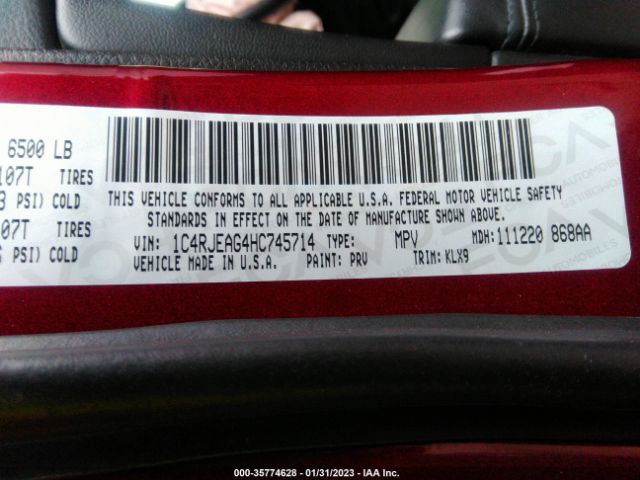 6500 LB
107T TIRES
PSI) COLD
07T TIRES
PSI) COLD
THIS VEHICLE CONFORMS TO ALL APPLICABLE U.S.A. FEDERAL MOTOR VEHICLE SAFETY
STANDARDS IN EFFECT ON THE DATE OF MANUFACTURE SHOWN ABOVE.
VIN: 1C4RJEAG4HC745714 TYPE: MPV MDH:111220 868AA
VEHICLE MADE IN U.S.A. PAINT: PRV TRIM: KLX9
000-35774628 - 01/31/2023 - IAA Inc.